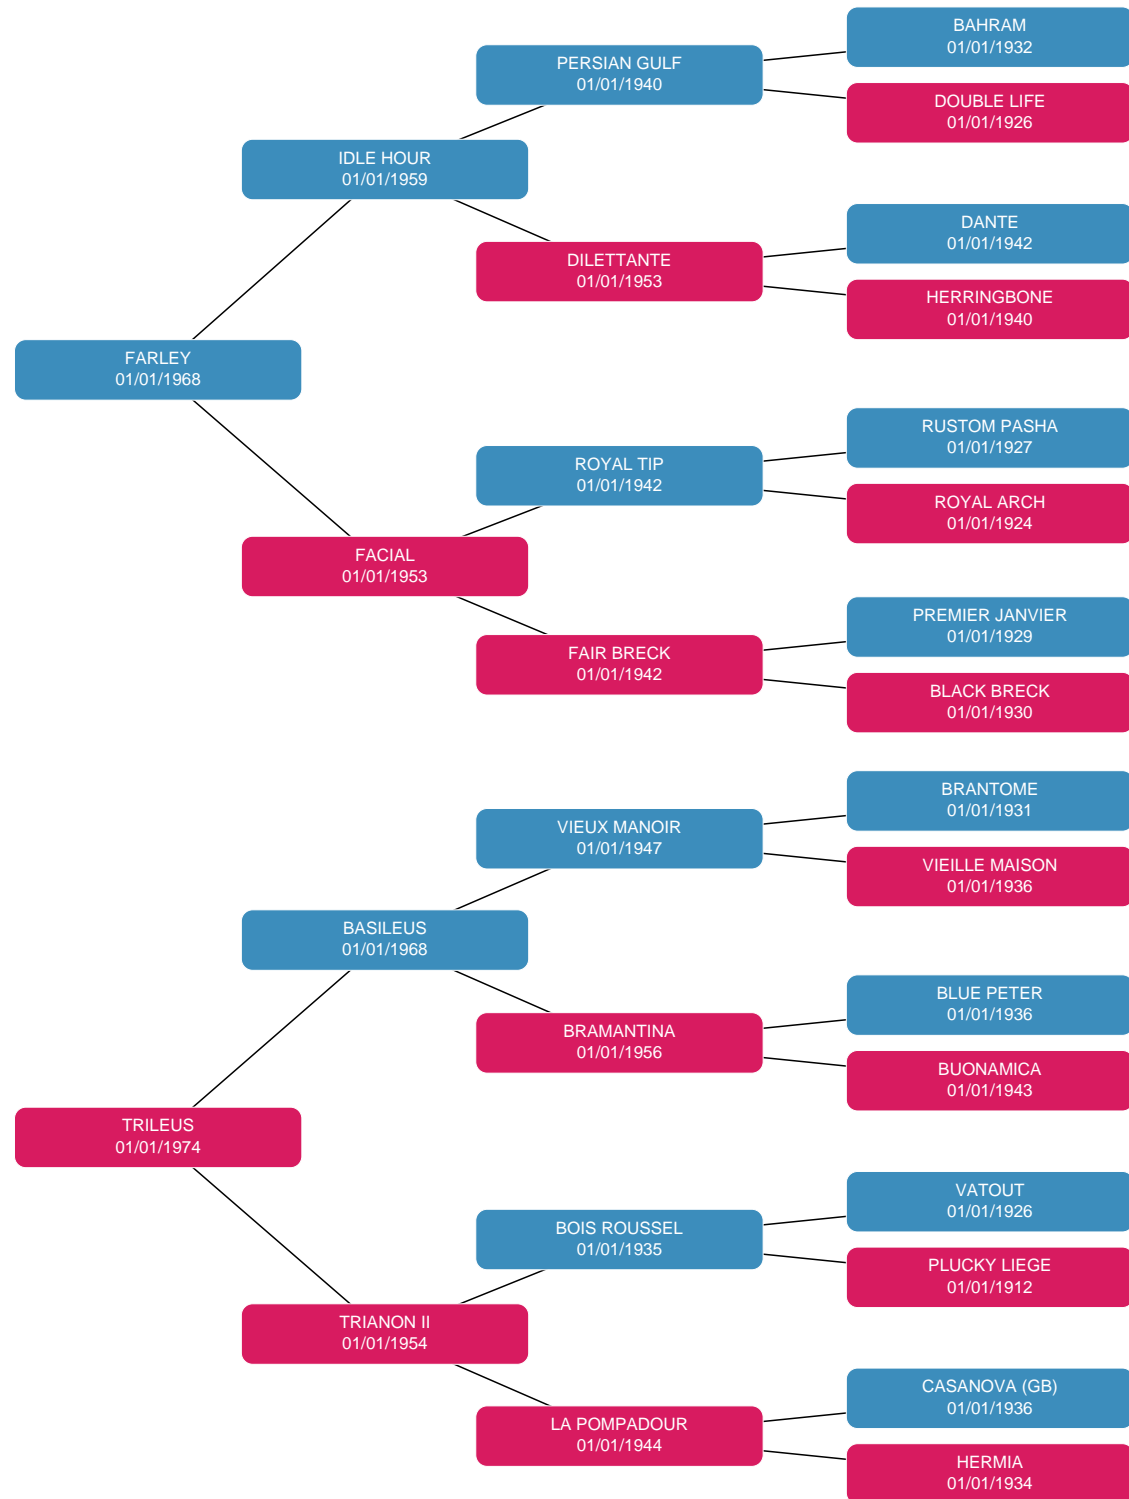 BAHRAM
01/01/1932
PERSIAN GULF
01/01/1940
DOUBLE LIFE
01/01/1926
IDLE HOUR
01/01/1959
DANTE
01/01/1942
DILETTANTE
01/01/1953
HERRINGBONE
01/01/1940
FARLEY
01/01/1968
RUSTOM PASHA
01/01/1927
ROYAL TIP
01/01/1942
ROYAL ARCH
01/01/1924
FACIAL
01/01/1953
PREMIER JANVIER
01/01/1929
FAIR BRECK
01/01/1942
BLACK BRECK
01/01/1930
BRANTOME
01/01/1931
VIEUX MANOIR
01/01/1947
VIEILLE MAISON
01/01/1936
BASILEUS
01/01/1968
BLUE PETER
01/01/1936
BRAMANTINA
01/01/1956
BUONAMICA
01/01/1943
TRILEUS
01/01/1974
VATOUT
01/01/1926
BOIS ROUSSEL
01/01/1935
PLUCKY LIEGE
01/01/1912
TRIANON II
01/01/1954
CASANOVA (GB)
01/01/1936
LA POMPADOUR
01/01/1944
HERMIA
01/01/1934